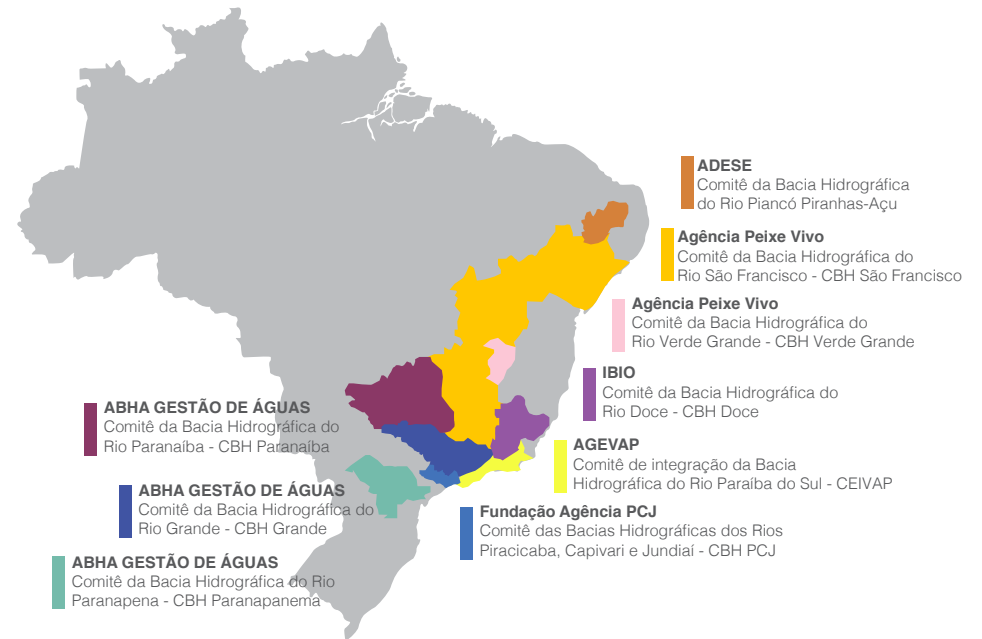 ADESE
Comitê da Bacia Hidrográfica
do Rio Piancó Piranhas-Açu
Agência Peixe Vivo
Comitê da Bacia Hidrográfica do
Rio São Francisco - CBH São Francisco
Agência Peixe Vivo
Comitê da Bacia Hidrográfica do
Rio Verde Grande - CBH Verde Grande
IBIO
Comitê da Bacia Hidrográfica do
Rio Doce - CBH Doce
AGEVAP
Comitê de integração da Bacia
Hidrográfica do Rio Paraíba do Sul - CEIVAP
Fundação Agência PCJ
Comitê das Bacias Hidrográficas dos Rios
Piracicaba, Capivari e Jundiaí - CBH PCJ
ABHA GESTÃO DE ÁGUAS
Comitê da Bacia Hidrográfica do
Rio Paranaíba - CBH Paranaíba
ABHA GESTÃO DE ÁGUAS
Comitê da Bacia Hidrográfica do
Rio Grande - CBH Grande
ABHA GESTÃO DE ÁGUAS
Comitê da Bacia Hidrográfica do Rio
Paranapena - CBH Paranapanema